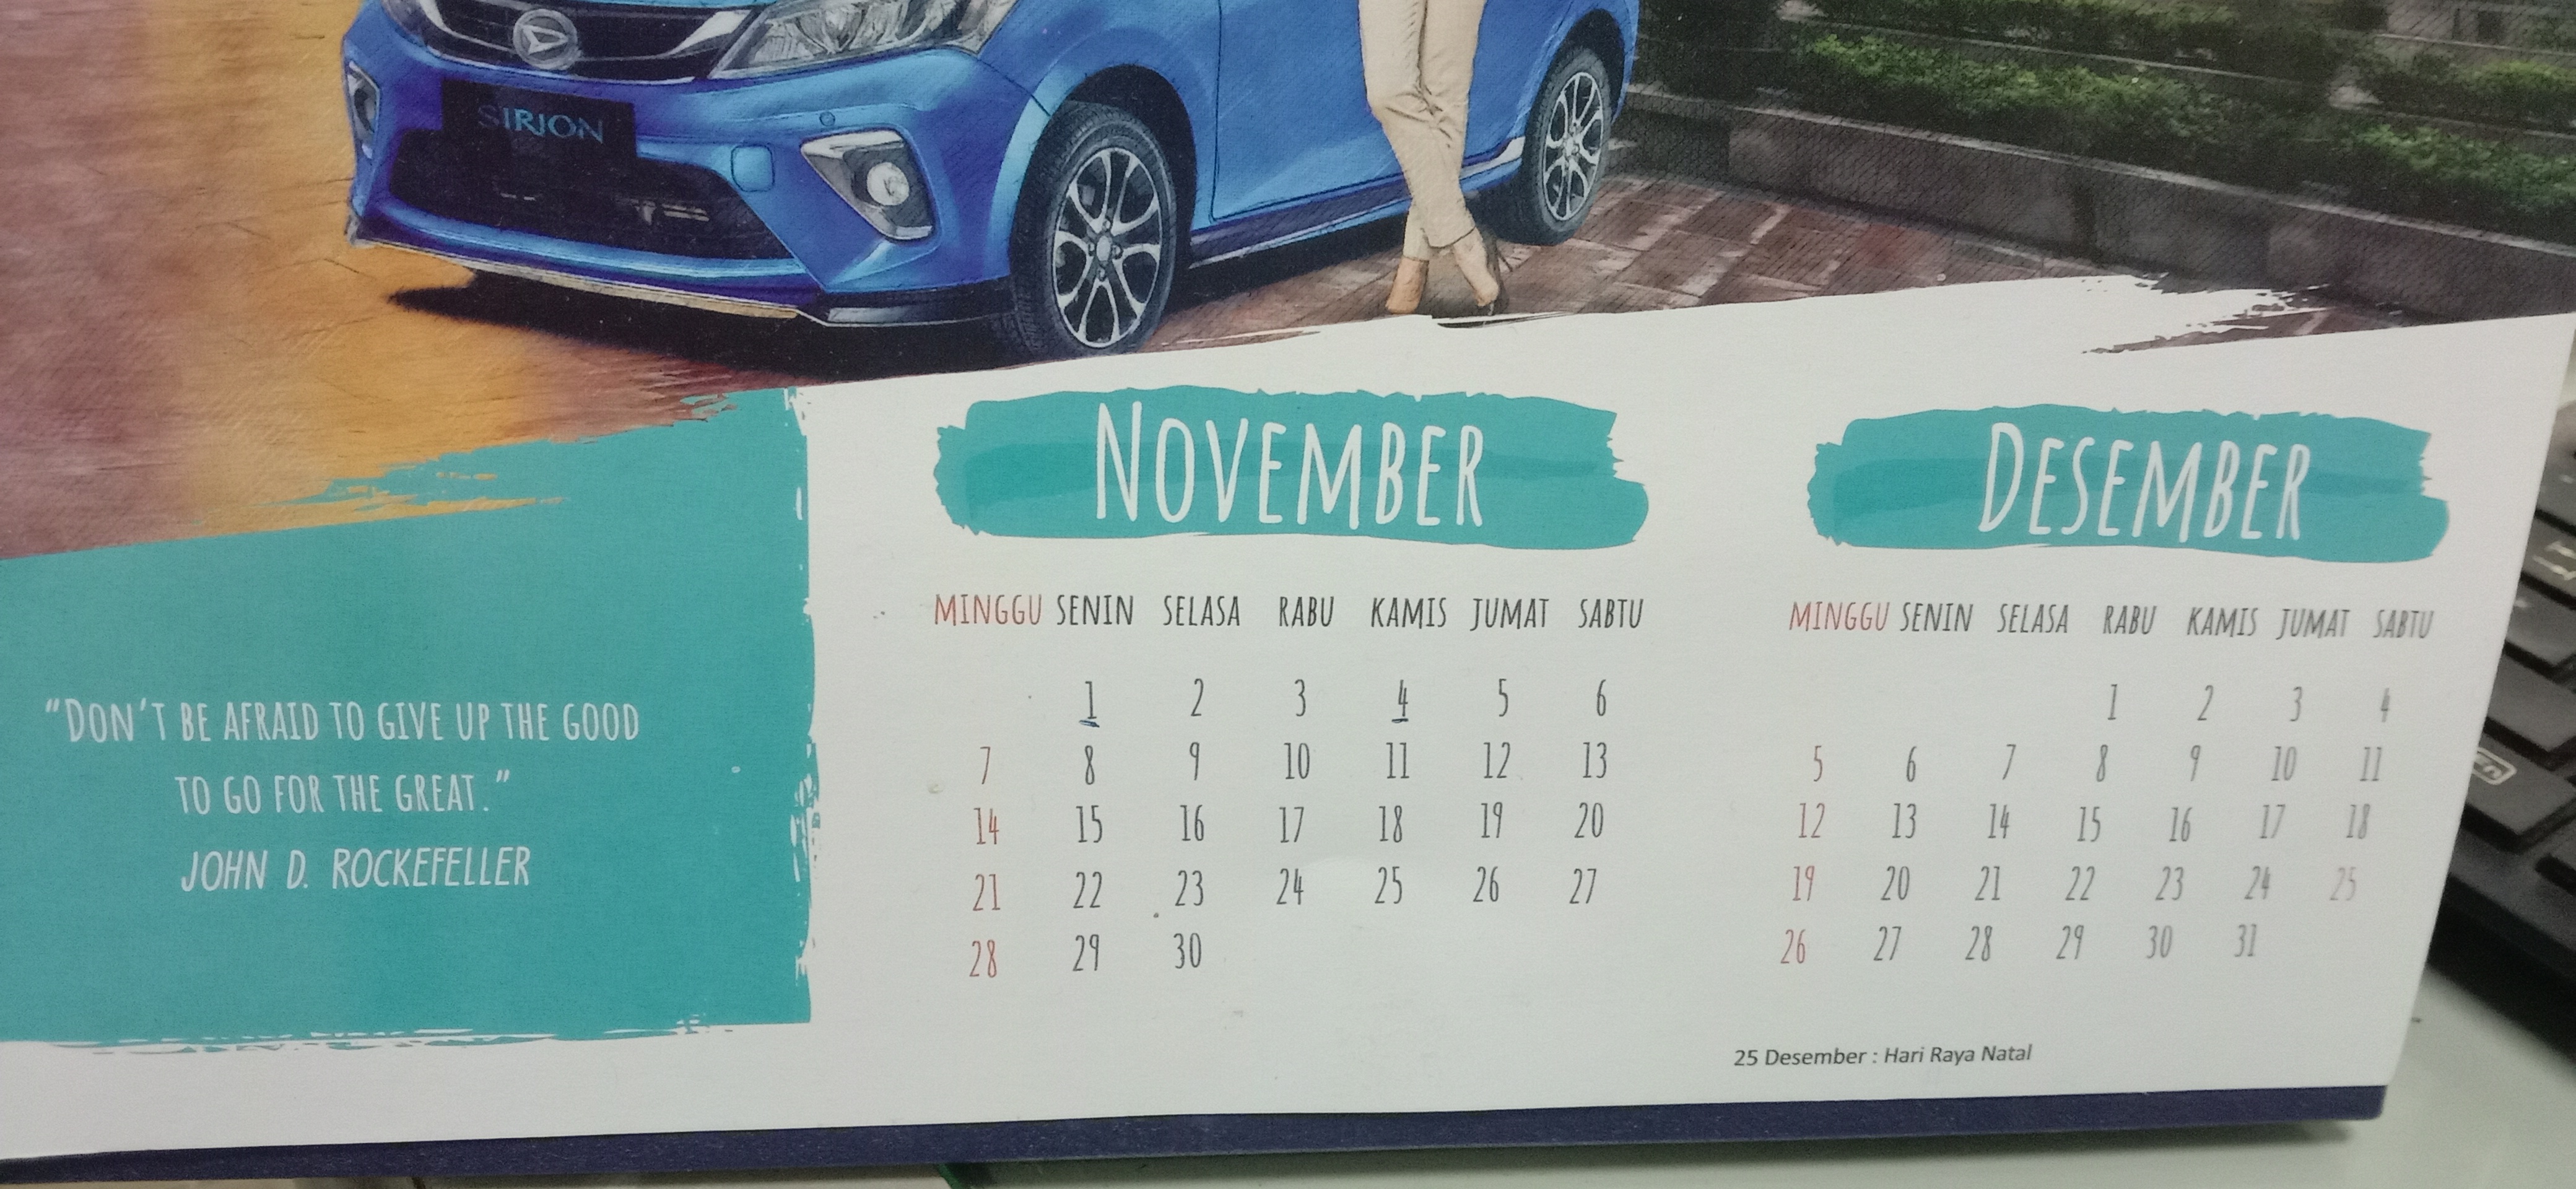 SIRION
"DON'T BE AFRAID TO GIVE UP THE GOOD
TO GO FOR THE GREAT."
JOHN D. ROCKEFELLER
NOVEMBER
MINGGU SENIN SELASA RABU KAMIS JUMAT SABTU
1 2 3 4 5 6
7 8 9 10 11 12 13
14 15 16 17 18 19 20
21 22 23 24 25 26 27
28 29 30
DESEMBER
MINGGU SENIN SELASA RABU KAMIS JUMAT SABTU
1 2 3 4
5 6 7 8 9 10 11
12 13 14 15 16 17 18
19 20 21 22 23 24 25
26 27 28 29 30 31
25 Desember : Hari Raya Natal